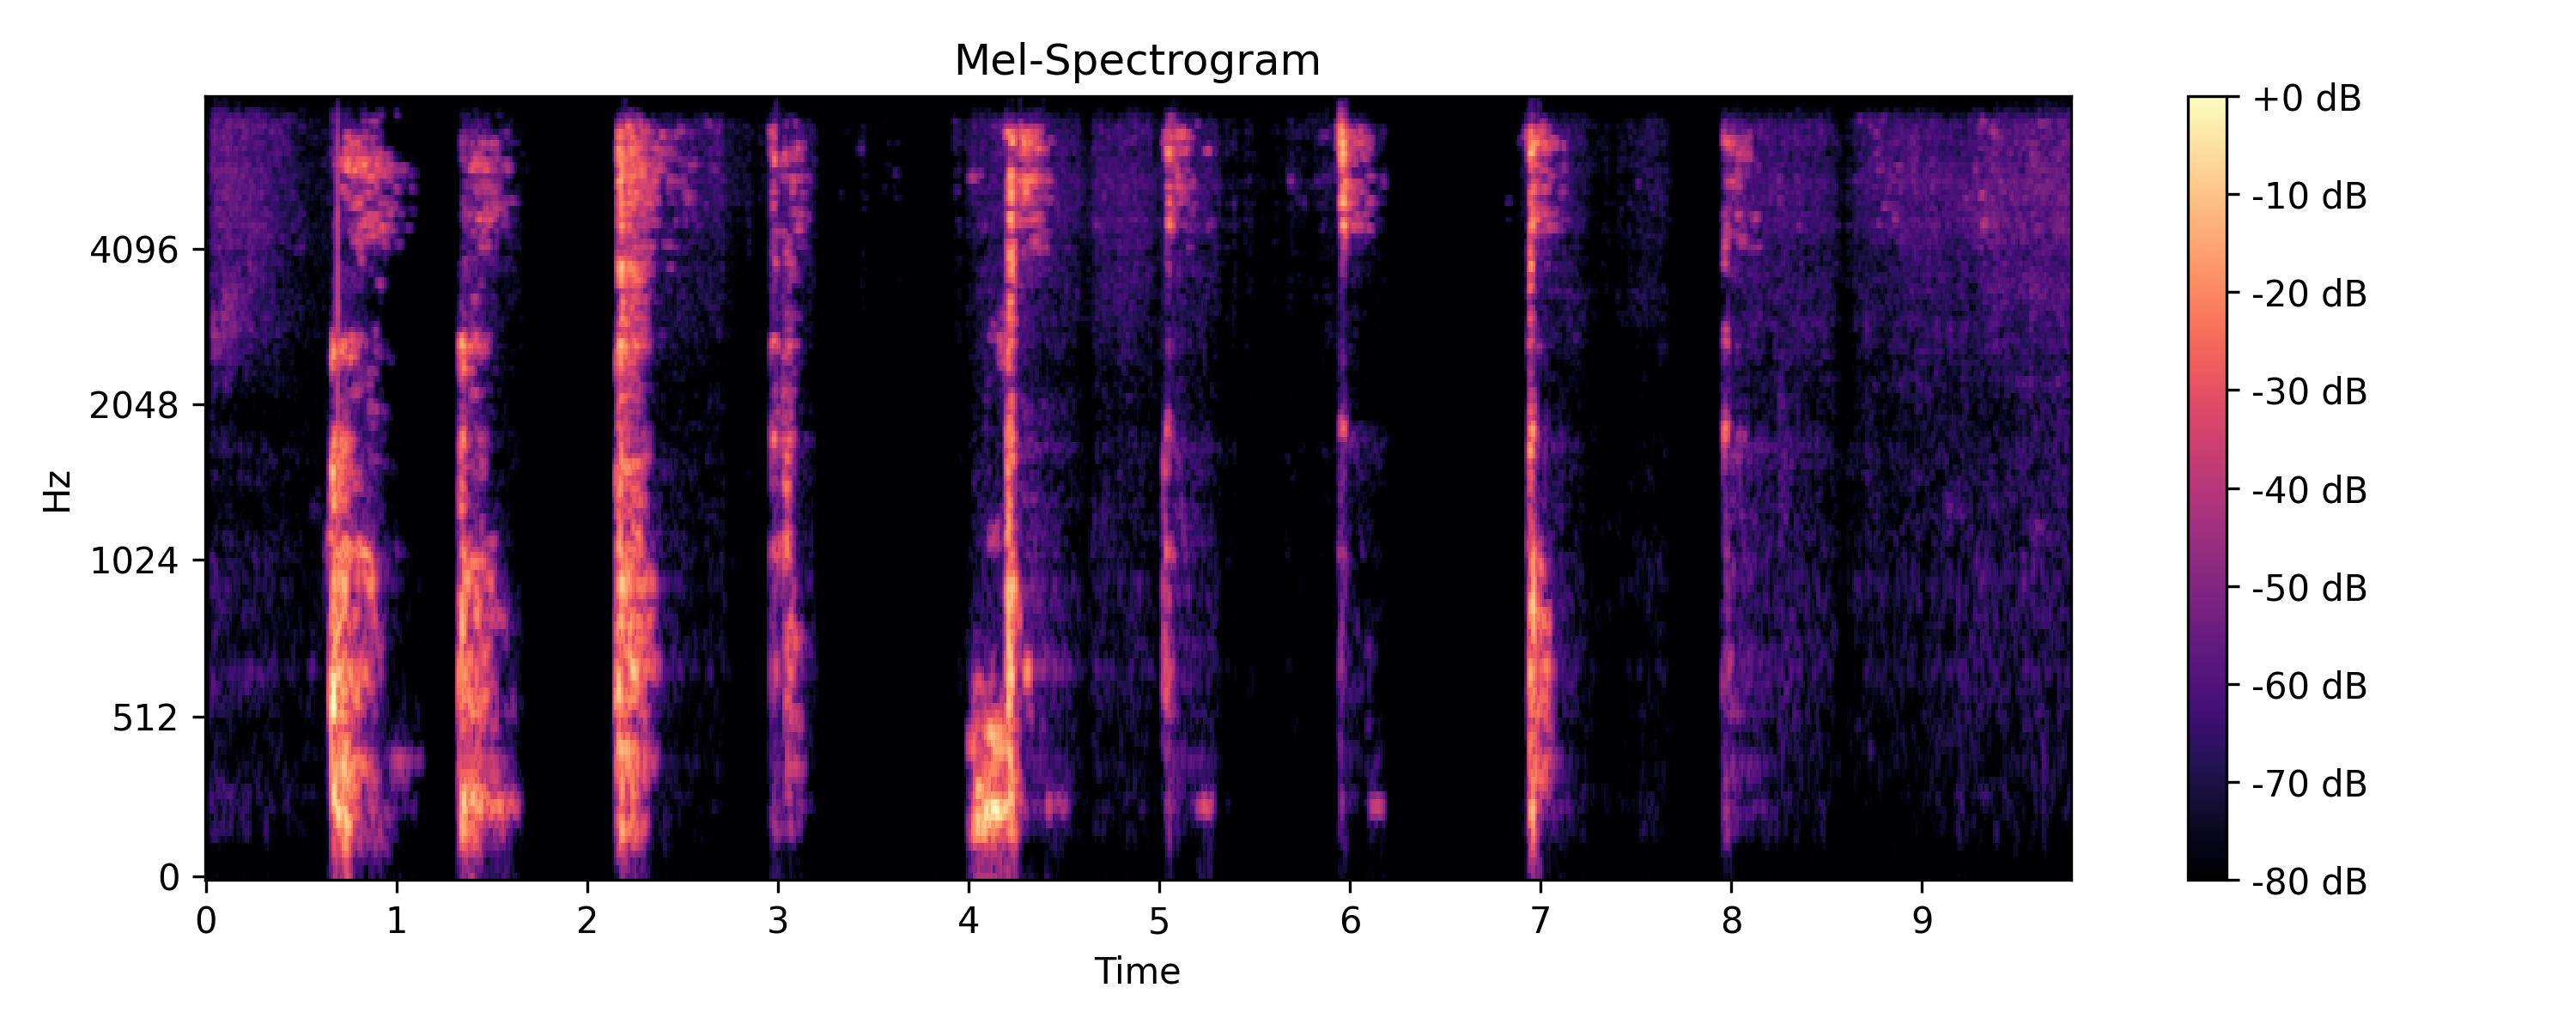 Mel-Spectrogram
+0 dB
-10 dB
-20 dB
-30 dB
-40 dB
-50 dB
-60 dB
-70 dB
-80 dB
Hz
4096
2048
1024
512
0
0 1 2 3 4 5 6 7 8 9
Time